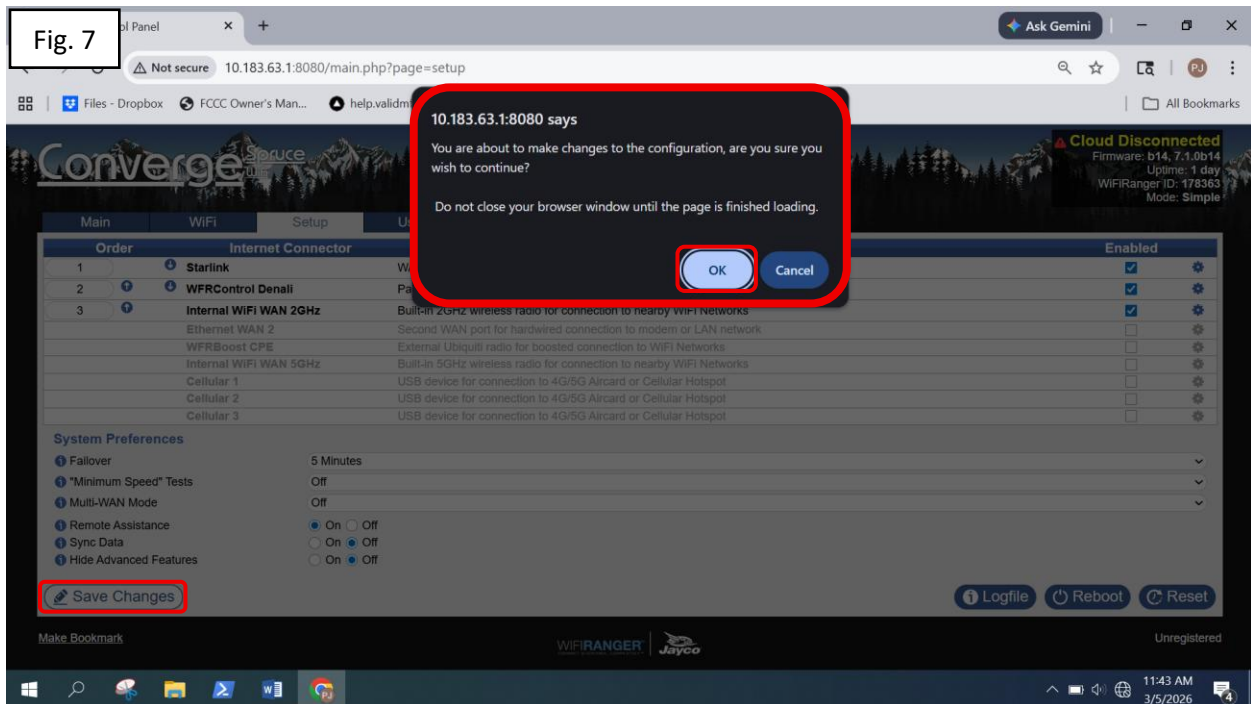 Fig. 7
ol Panel
Ask Gemini
Not secure 10.183.63.1:8080/main.php?page=setup
PJ
Files - Dropbox FCCC Owner's Man... help.validm
All Bookmarks
10.183.63.1:8080 says
You are about to make changes to the configuration, are you sure you
wish to continue?
Do not close your browser window until the page is finished loading.
OK Cancel
Converge Spruce
Cloud Disconnected
Firmware: b14, 7.1.0b14
Uptime: 1 day
WiFiRanger ID: 178363
Mode: Simple
Main WiFi Setup Us
Order Internet Connector Enabled
1 Starlink WA
2 WFRControl Denali Pa
3 Internal WiFi WAN 2GHz Built-in 2GHz wireless radio for connection to nearby WiFi Networks
Ethernet WAN 2 Second WAN port for hardwired connection to modem or LAN network
WFRBoost CPE External Ubiquiti radio for boosted connection to WiFi Networks
Internal WiFi WAN 5GHz Built-in 5GHz wireless radio for connection to nearby WiFi Networks
Cellular 1 USB device for connection to 4G/5G Aircard or Cellular Hotspot
Cellular 2 USB device for connection to 4G/5G Aircard or Cellular Hotspot
Cellular 3 USB device for connection to 4G/5G Aircard or Cellular Hotspot
System Preferences
Failover 5 Minutes
"Minimum Speed" Tests Off
Multi-WAN Mode Off
Remote Assistance On Off
Sync Data On Off
Hide Advanced Features On Off
Save Changes Logfile Reboot Reset
Make Bookmark WIFIRANGER Jayco Unregistered
11:43 AM
3/5/2026
4